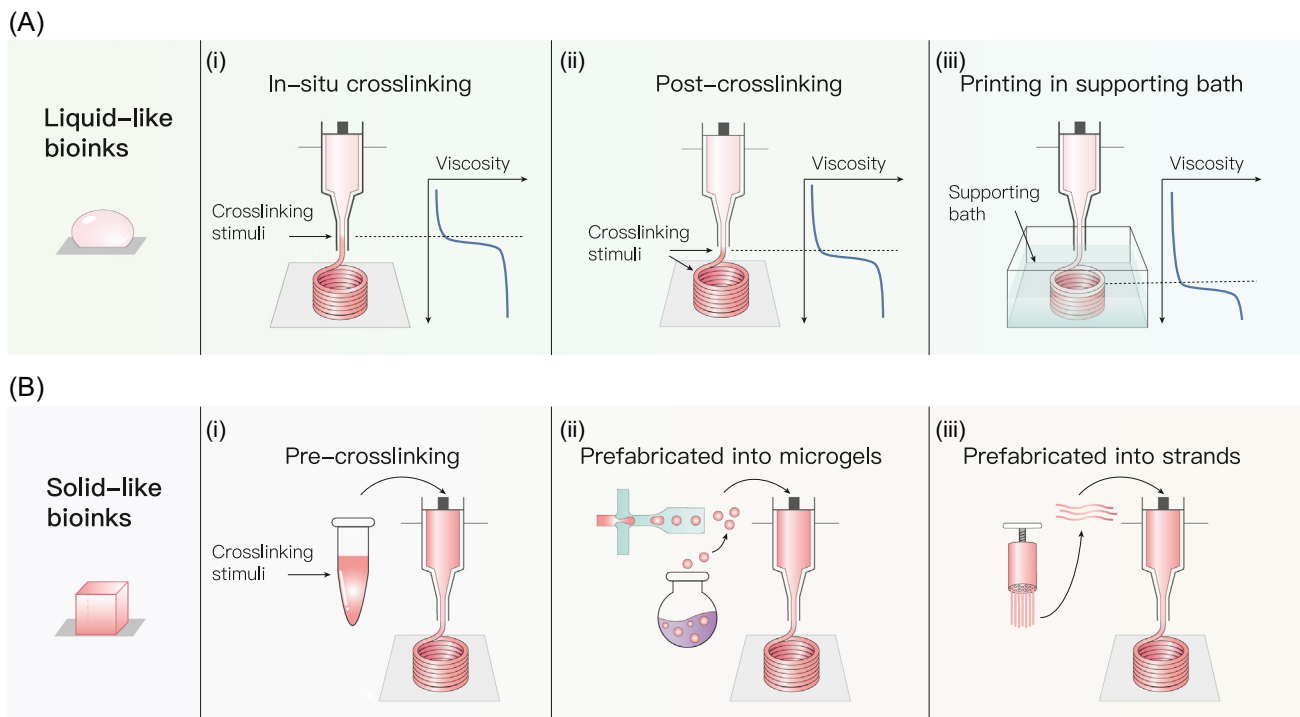 (A)
Liquid-like
bioinks
(i)
In-situ crosslinking
Crosslinking
stimuli
Viscosity
(ii)
Post-crosslinking
Crosslinking
stimuli
Viscosity
(iii)
Printing in supporting bath
Supporting
bath
Viscosity
(B)
Solid-like
bioinks
(i)
Pre-crosslinking
Crosslinking
stimuli
(ii)
Prefabricated into microgels
(iii)
Prefabricated into strands